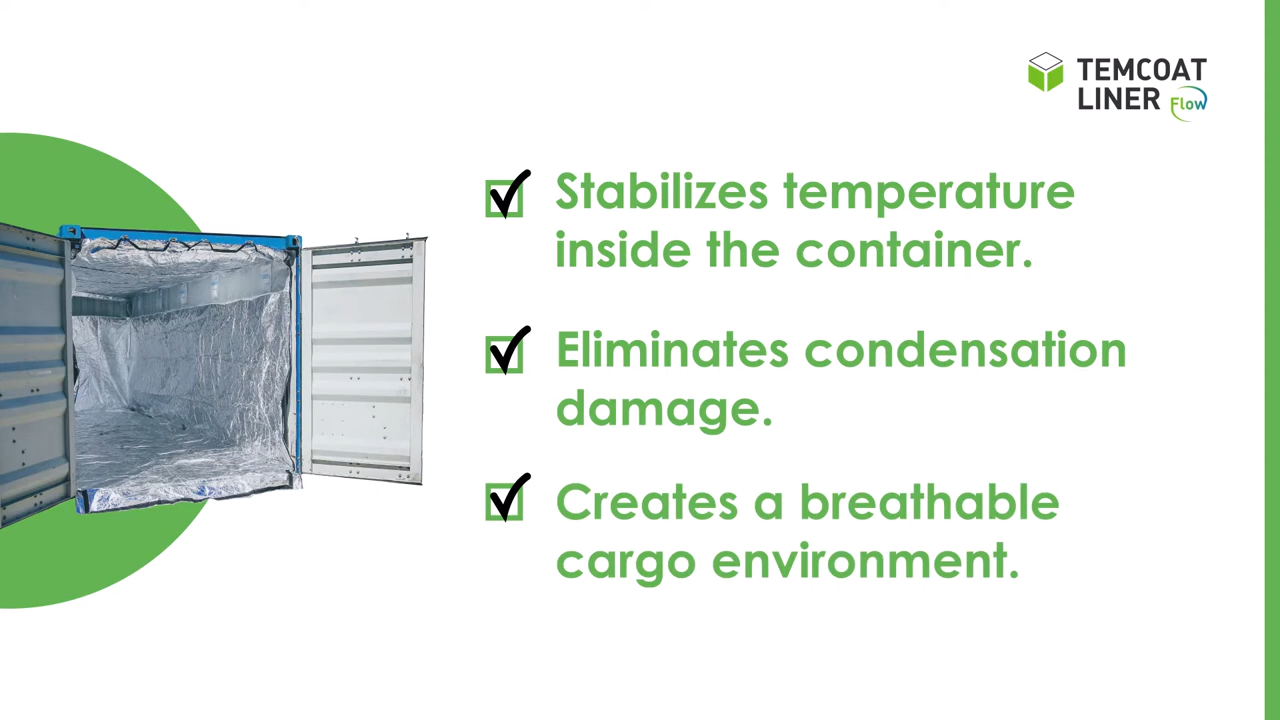 TEMCOAT
LINER Flow
Stabilizes temperature
inside the container.
Eliminates condensation
damage.
Creates a breathable
cargo environment.